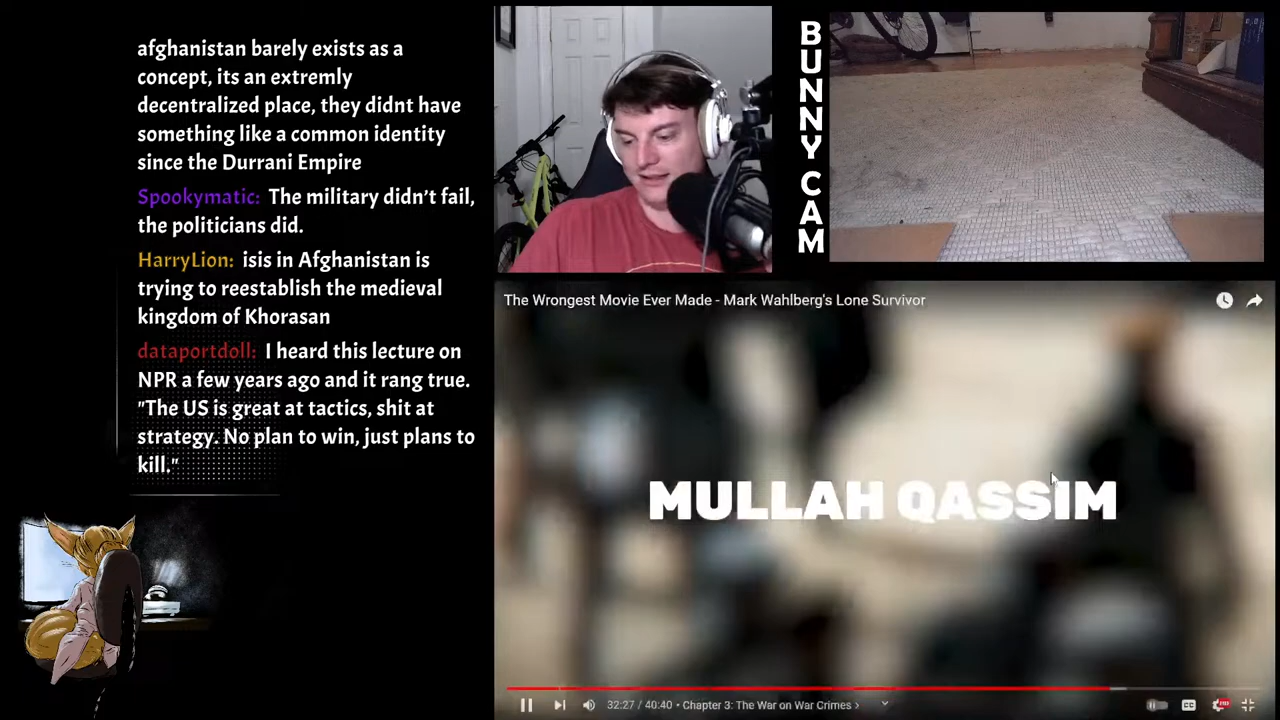 afghanistan barely exists as a
concept, its an extremly
decentralized place, they didnt have
something like a common identity
since the Durrani Empire
Spookymatic: The military didn't fail,
the politicians did.
HarryLion: isis in Afghanistan is
trying to reestablish the medieval
kingdom of Khorasan
dataportdoll: I heard this lecture on
NPR a few years ago and it rang true.
"The US is great at tactics, shit at
strategy. No plan to win, just plans to
kill."
BUNNY CAM
The Wrongest Movie Ever Made - Mark Wahlberg's Lone Survivor
MULLAH QASSIM
32:27 / 40:40 • Chapter 3: The War on War Crimes >
CC
HD